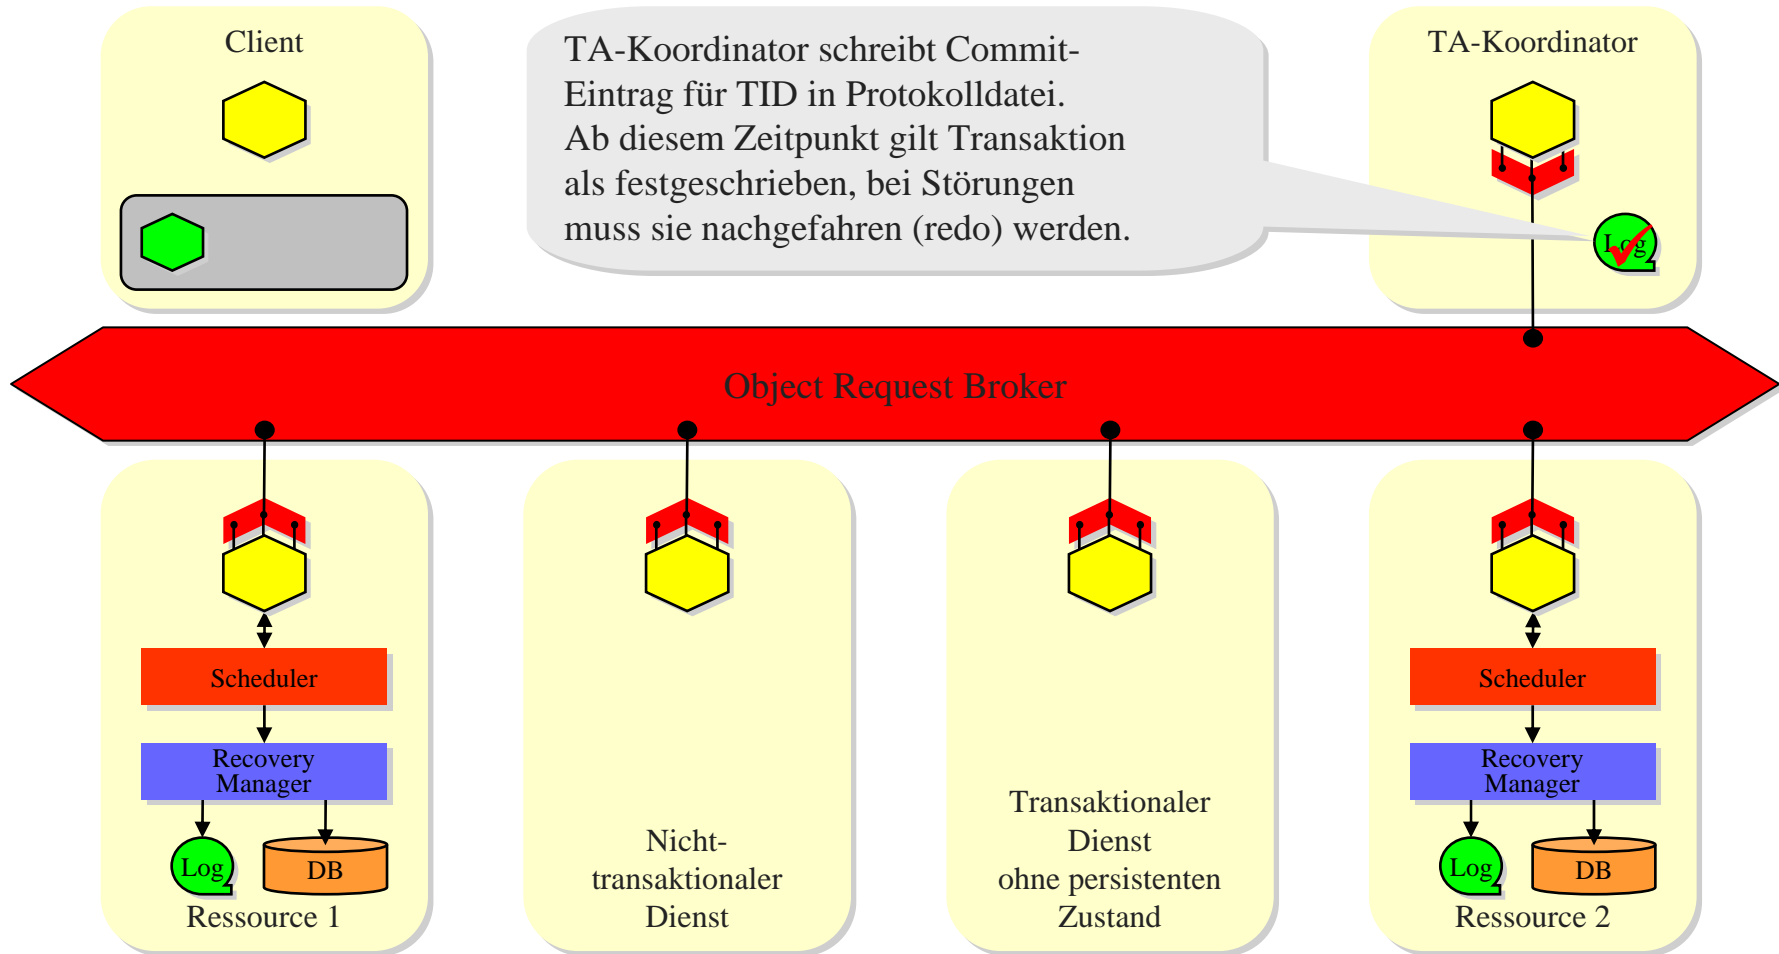 Client
TA-Koordinator schreibt Commit-
Eintrag für TID in Protokolldatei.
Ab diesem Zeitpunkt gilt Transaktion
als festgeschrieben, bei Störungen
muss sie nachgefahren (redo) werden.
TA-Koordinator
Log
Object Request Broker
Scheduler
Recovery
Manager
Log
DB
Ressource 1
Nicht-
transaktionaler
Dienst
Transaktionaler
Dienst
ohne persistenten
Zustand
Scheduler
Recovery
Manager
Log
DB
Ressource 2